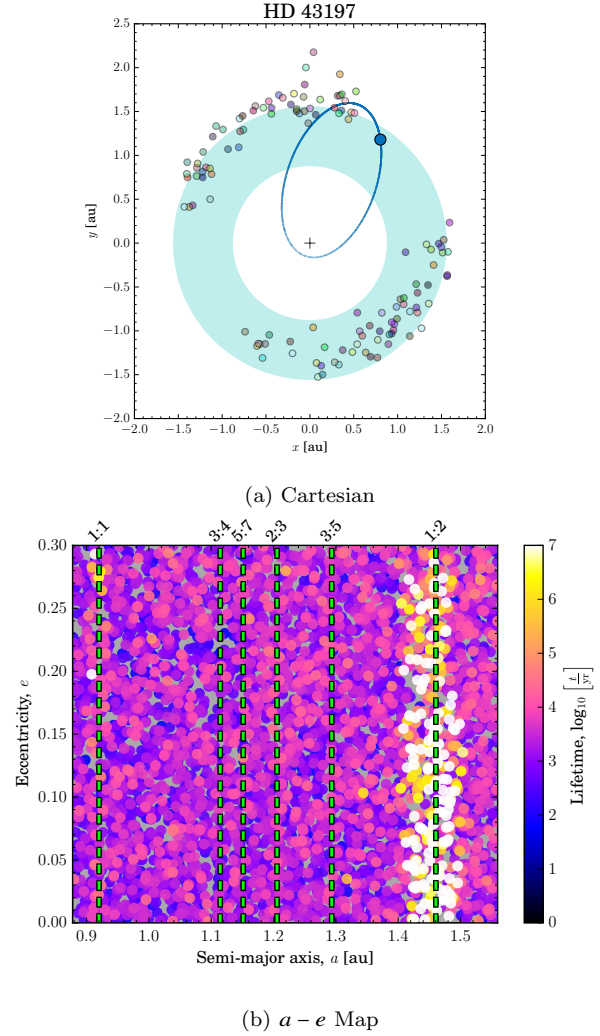 HD 43197
2.5
2.0
1.5
1.0
0.5
0.0
−0.5
−1.0
−1.5
−2.0
y [au]
−2.0 −1.5 −1.0 −0.5 0.0 0.5 1.0 1.5 2.0
x [au]
(a) Cartesian
1:1 3:4 5:7 2:3 3:5 1:2
0.30
0.25
0.20
0.15
0.10
0.05
0.00
Eccentricity, e
0.9 1.0 1.1 1.2 1.3 1.4 1.5
Semi-major axis, a [au]
7
6
5
4
3
2
1
0
Lifetime, log₁₀ [t/yr]
(b) a – e Map